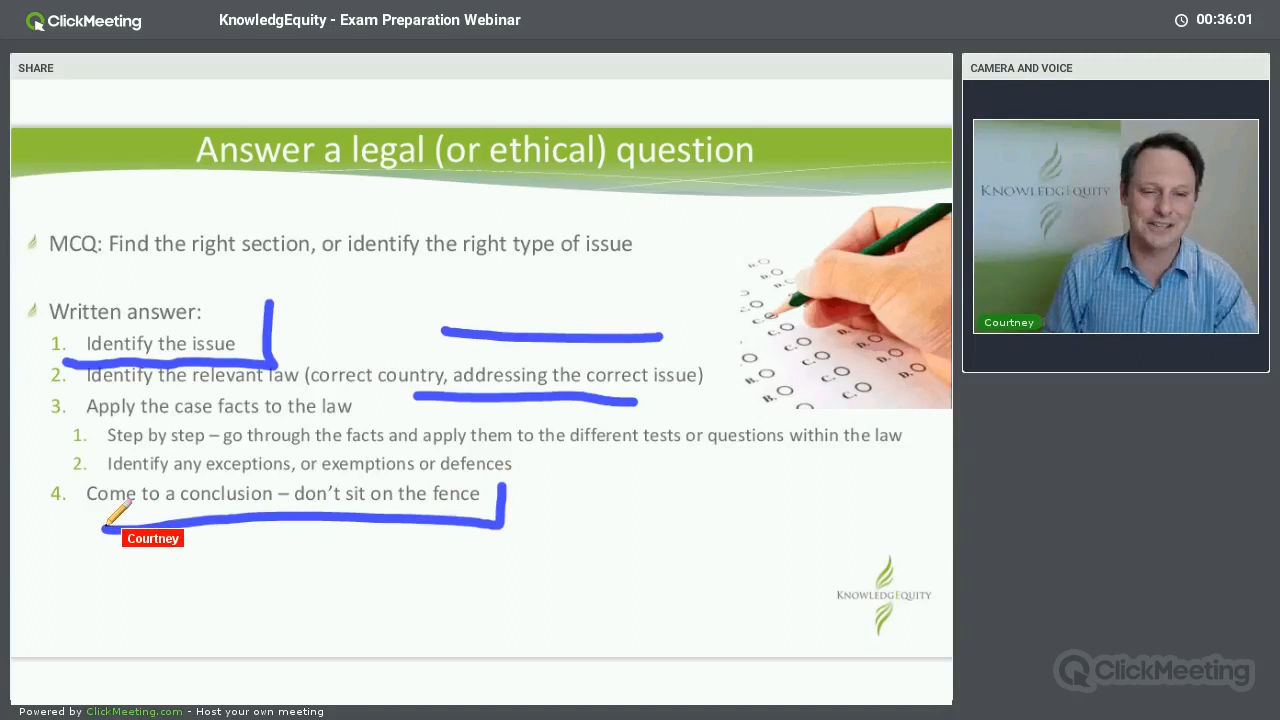 ClickMeeting
KnowledgEquity - Exam Preparation Webinar
00:36:01
SHARE
CAMERA AND VOICE
Answer a legal (or ethical) question
MCQ: Find the right section, or identify the right type of issue
Written answer:
1. Identify the issue
2. Identify the relevant law (correct country, addressing the correct issue)
3. Apply the case facts to the law
1. Step by step – go through the facts and apply them to the different tests or questions within the law
2. Identify any exceptions, or exemptions or defences
4. Come to a conclusion – don't sit on the fence
Courtney
KNOWLEDGEQUITY
KNOWLEDGEQUITY
Courtney
ClickMeeting
Powered by ClickMeeting.com - Host your own meeting